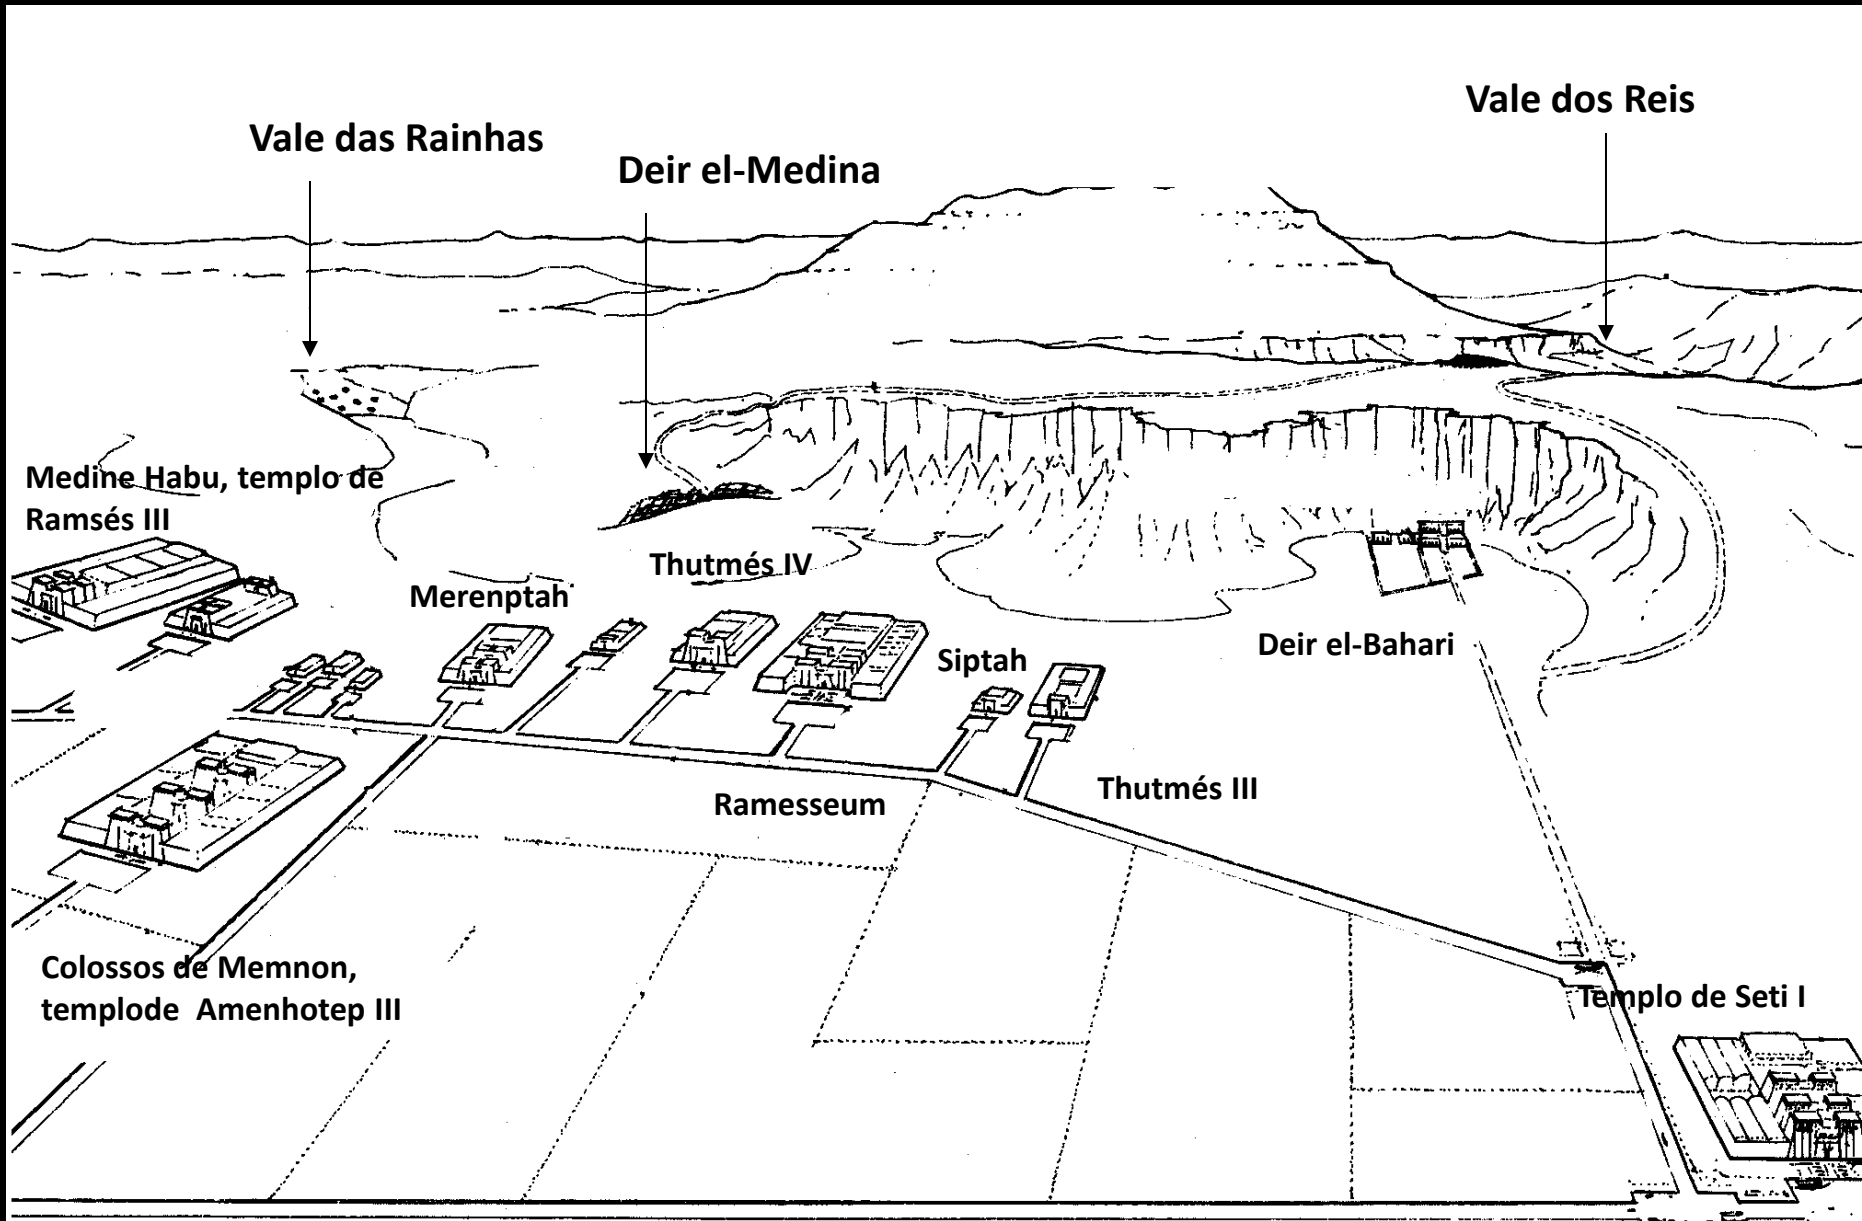 Vale dos Reis
Vale das Rainhas
Deir el-Medina
Medine Habu, templo de
Ramsés III
Thutmés IV
Merenptah
Deir el-Bahari
Siptah
Thutmés III
Ramesseum
Colossos de Memnon,
templode  Amenhotep III
Templo de Seti I